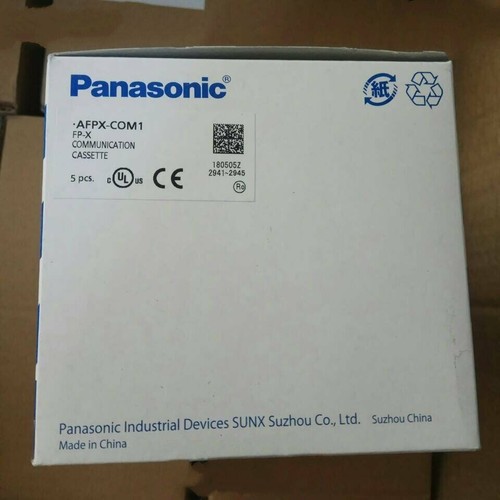 Panasonic®
·AFPX-COM1
FP-X
COMMUNICATION
CASSETTE
5 pcs. c UL US CE
180505Z
2941-2945
Ro
紙
Panasonic Industrial Devices SUNX Suzhou Co., Ltd. Suzhou China
Made in China